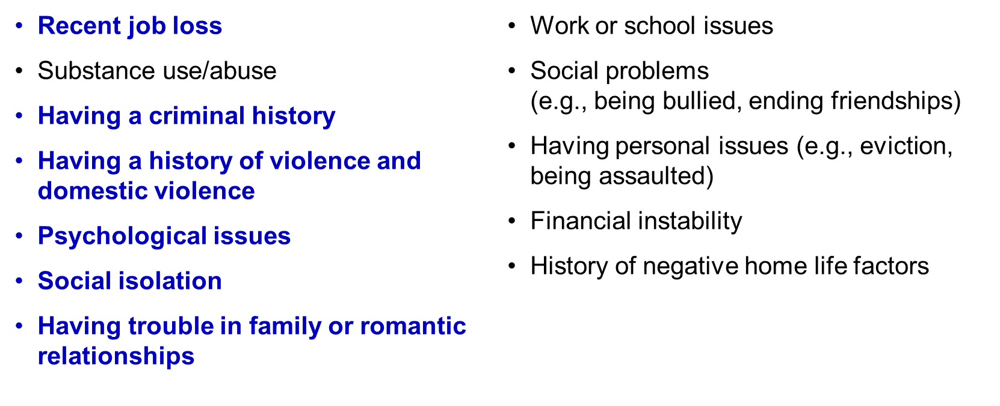 • Recent job loss
• Substance use/abuse
• Having a criminal history
• Having a history of violence and
domestic violence
• Psychological issues
• Social isolation
• Having trouble in family or romantic
relationships
• Work or school issues
• Social problems
(e.g., being bullied, ending friendships)
• Having personal issues (e.g., eviction,
being assaulted)
• Financial instability
• History of negative home life factors